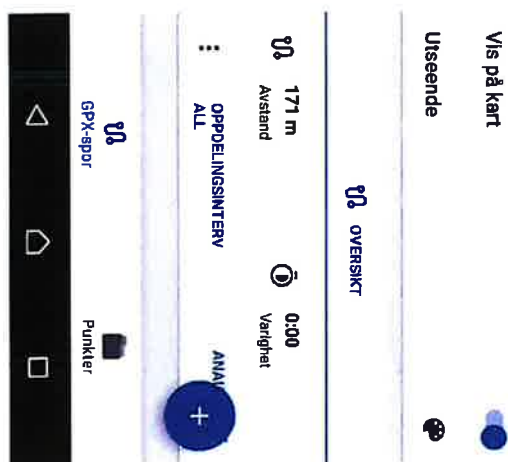 Vis på kart
Utseende
OVERSIKT
171 m
Avstand
0:00
Varighet
OPPDELINGSINTERV
ALL
GPX-spor
Punkter